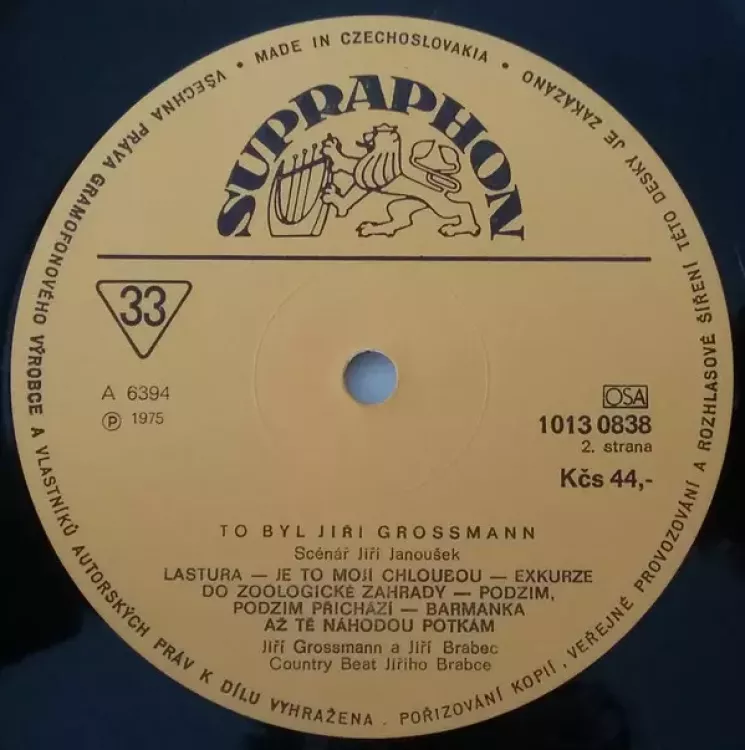 • MADE IN CZECHOSLOVAKIA •
SUPRAPHON
33
A 6394
Ⓟ 1975
OSA
1013 0838
2. strana
Kčs 44,-
TO BYL JIŘÍ GROSSMANN
Scénář Jiří Janoušek
LASTURA — JE TO MOJÍ CHLOUBOU — EXKURZE
DO ZOOLOGICKÉ ZAHRADY — PODZIM,
PODZIM PŘICHÁZÍ — BARMANKA
AŽ TĚ NÁHODOU POTKÁM
Jiří Grossmann a Jiří Brabec
Country Beat Jiřího Brabce
VŠECHNA PRÁVA GRAMOFONOVÉHO VÝROBCE A VLASTNÍKŮ AUTORSKÝCH PRÁV K DÍLU VYHRAŽENA . POŘIZOVÁNÍ KOPIÍ , VEŘEJNÉ PROVOZOVÁNÍ A ROZHLASOVÉ ŠÍŘENÍ TÉTO DESKY JE ZAKÁZÁNO